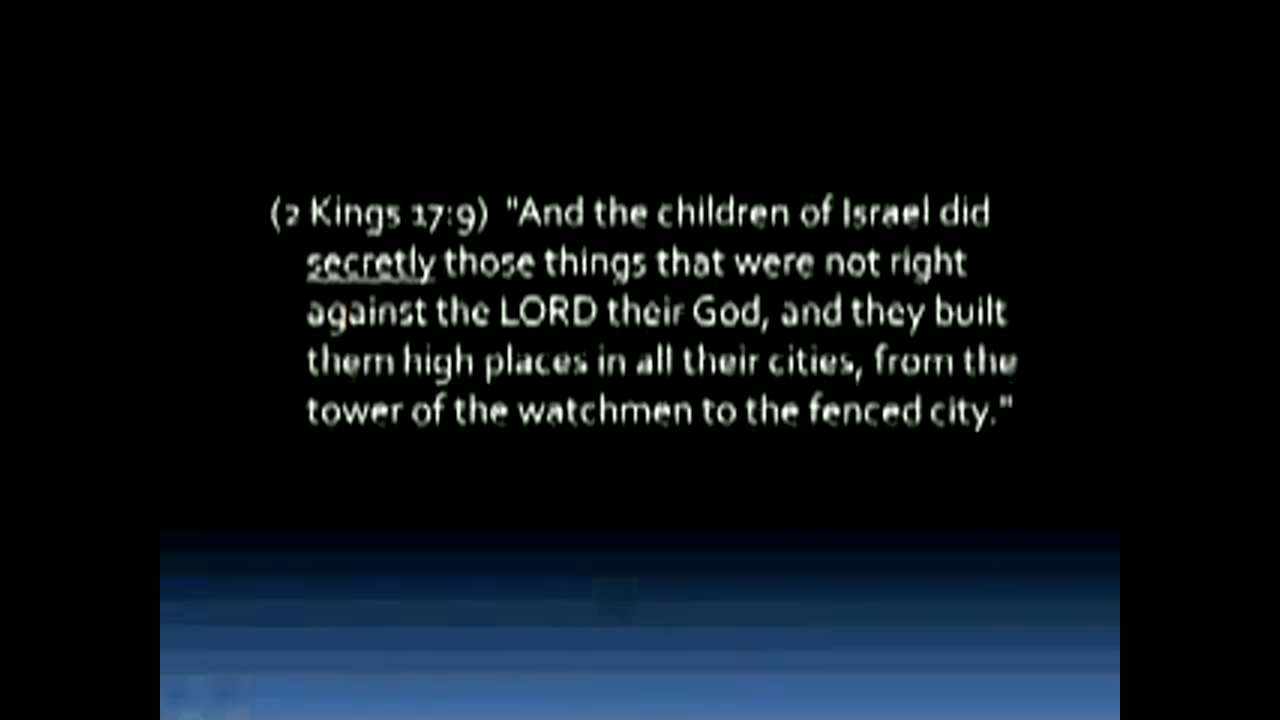 (2 Kings 17:9) "And the children of Israel did
secretly those things that were not right
against the LORD their God, and they built
them high places in all their cities, from the
tower of the watchmen to the fenced city."